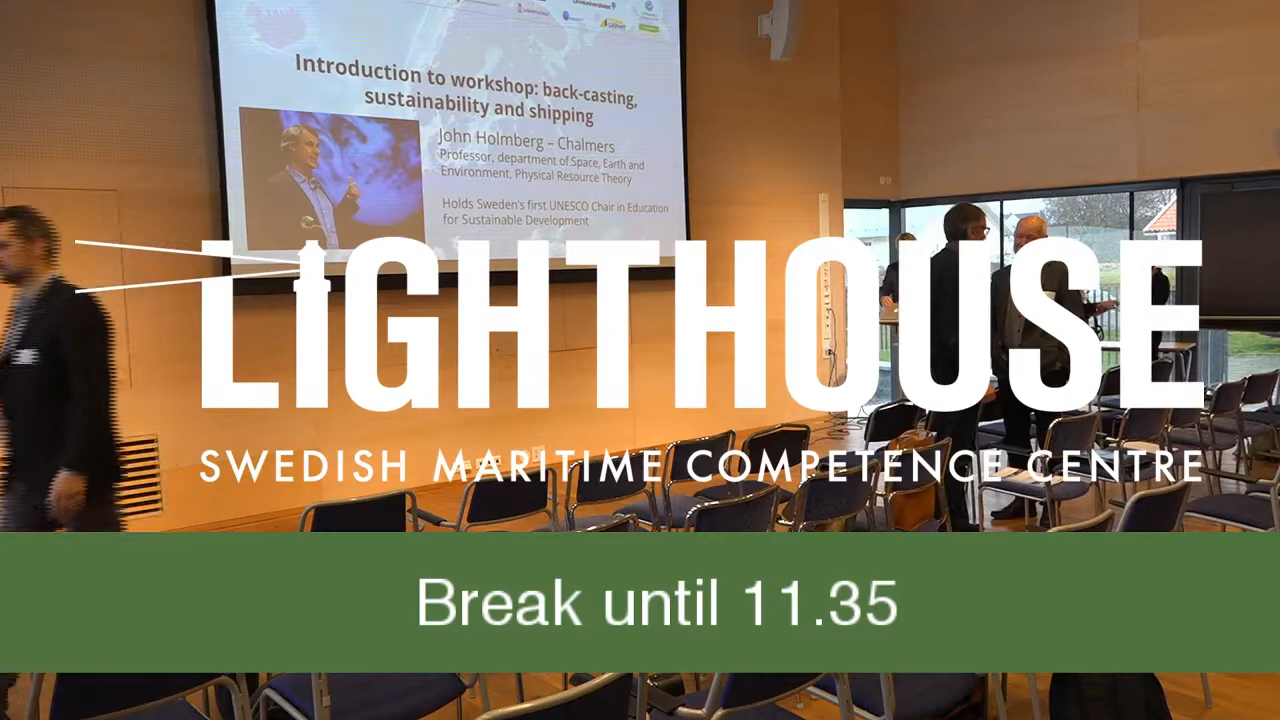 Introduction to workshop: back-casting,
sustainability and shipping
John Holmberg – Chalmers
Professor, department of Space, Earth and
Environment, Physical Resource Theory
Holds Sweden's first UNESCO Chair in Education
for Sustainable Development
LIGHTHOUSE
SWEDISH MARITIME COMPETENCE CENTRE
Break until 11.35